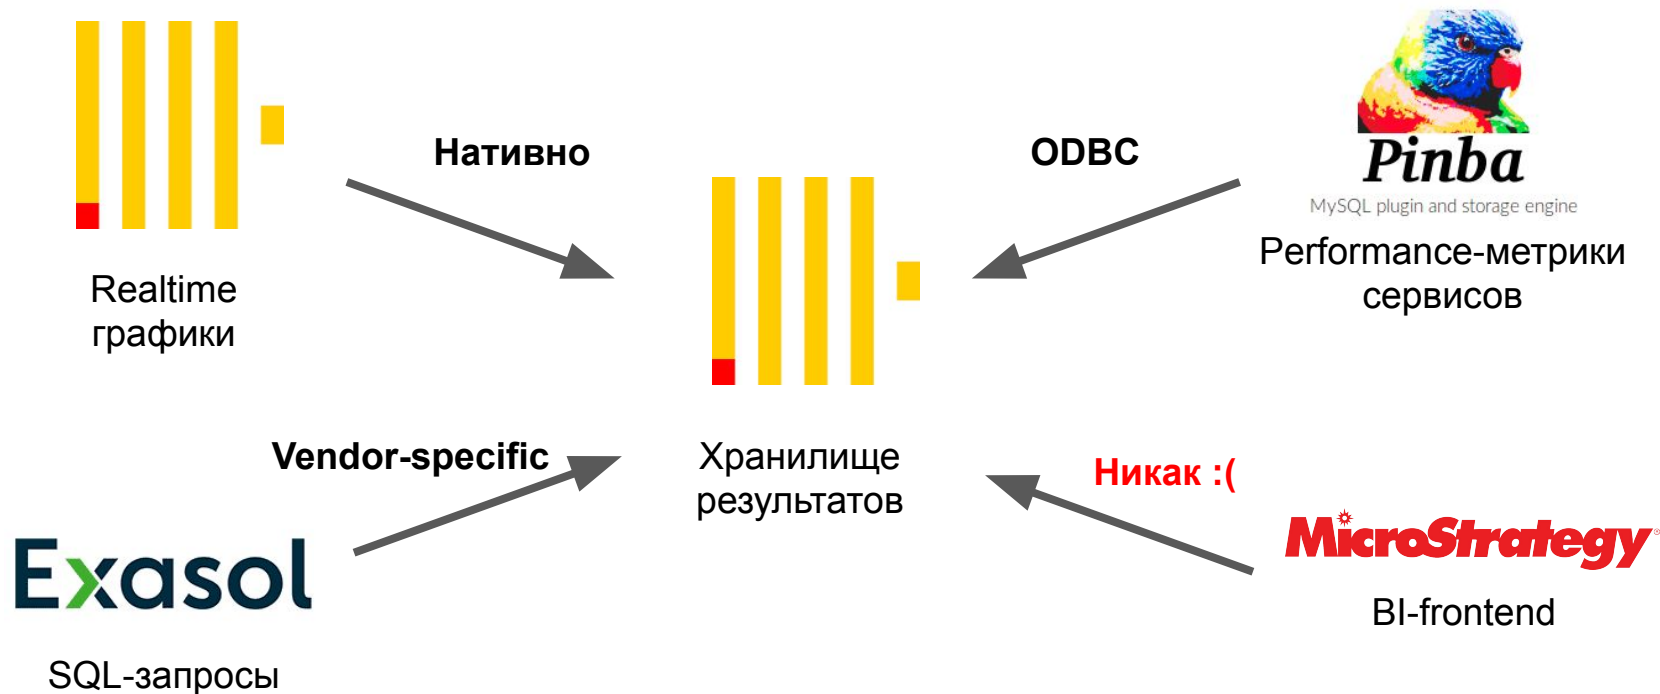 Нативно
ODBC
Pinba
MySQL plugin and storage engine
Realtime
графики
Performance-метрики
сервисов
Vendor-specific
Хранилище
результатов
Никак :(
Exasol
SQL-запросы
MicroStrategy
BI-frontend